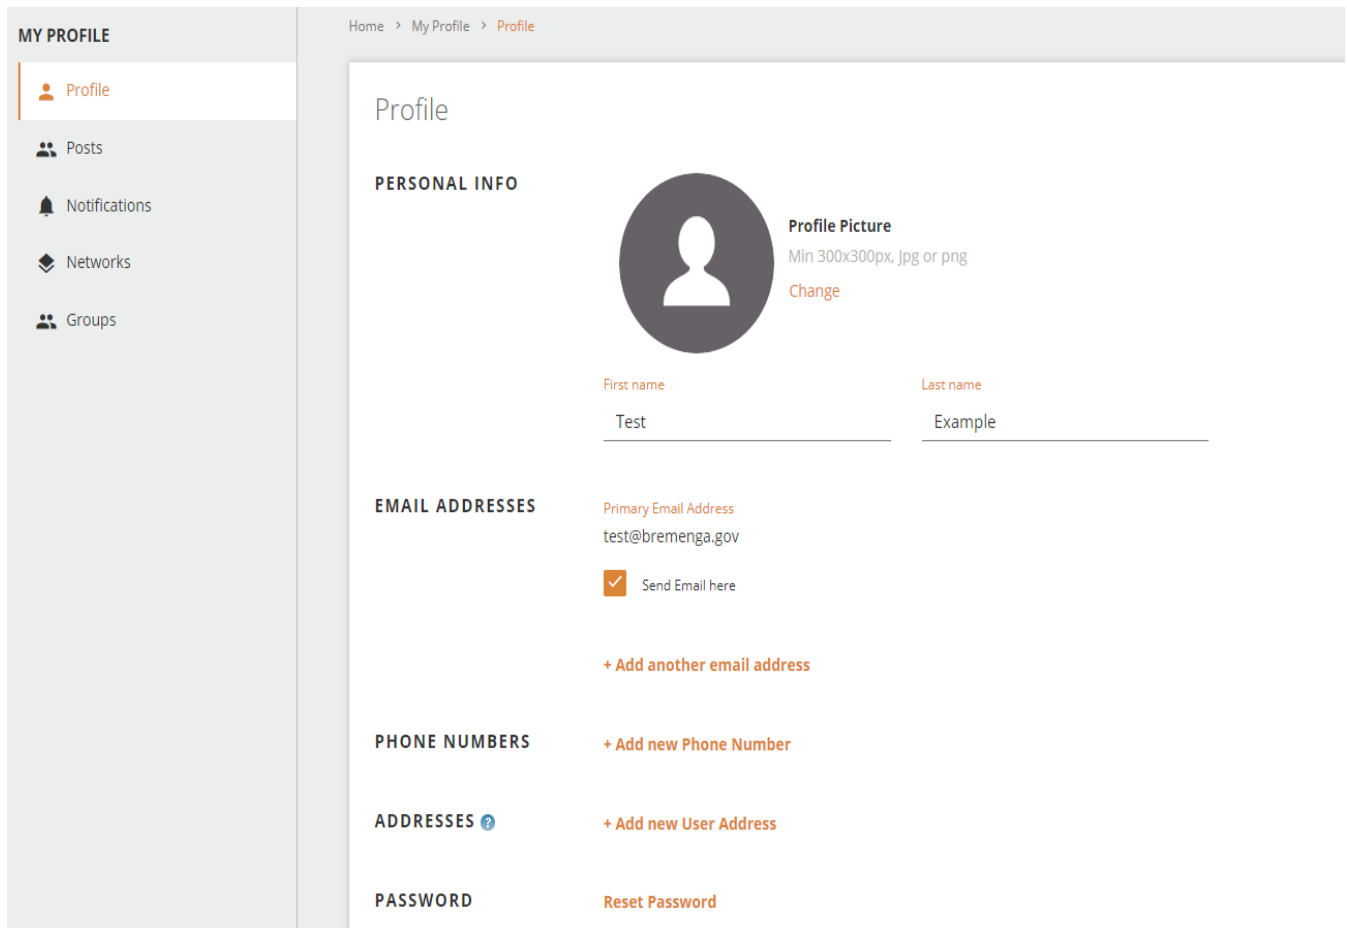 MY PROFILE
Profile
Posts
Notifications
Networks
Groups
Home > My Profile > Profile
Profile
PERSONAL INFO
Profile Picture
Min 300x300px, Jpg or png
Change
First name Last name
Test Example
EMAIL ADDRESSES Primary Email Address
test@bremenga.gov
Send Email here
+ Add another email address
PHONE NUMBERS + Add new Phone Number
ADDRESSES ? + Add new User Address
PASSWORD Reset Password